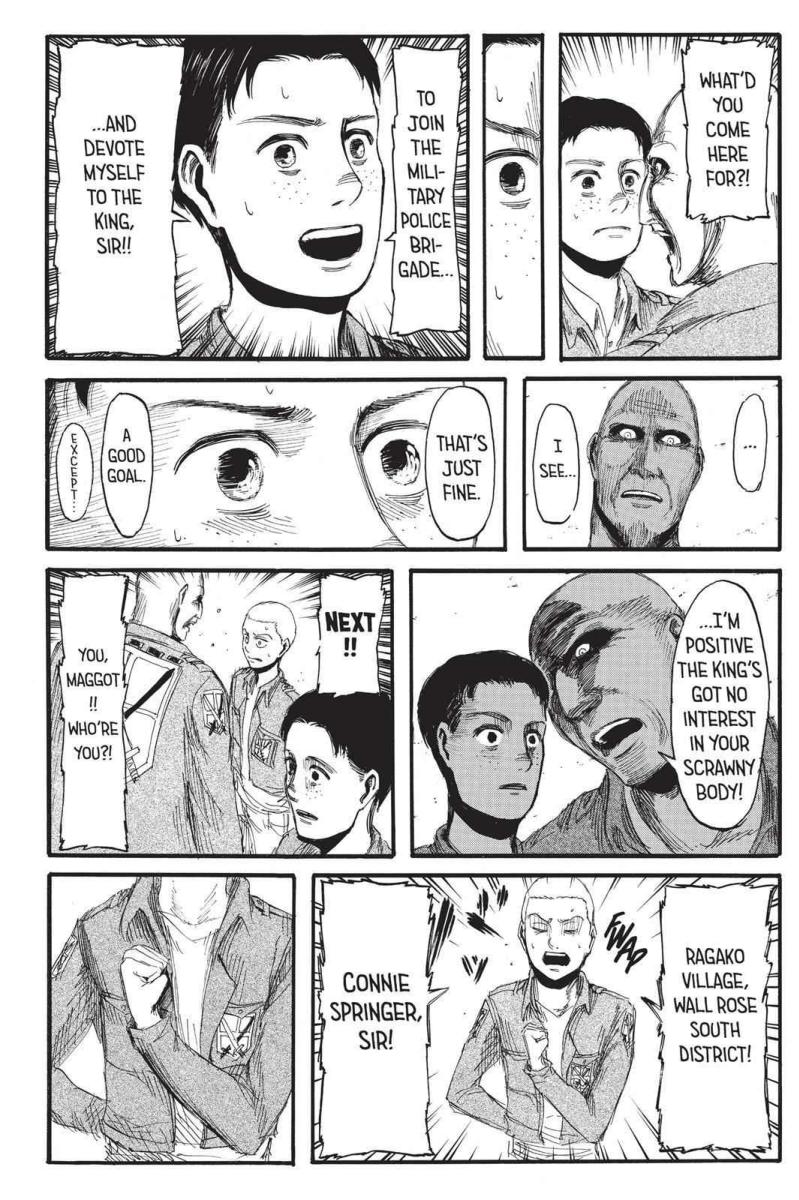 WHAT'D
YOU
COME
HERE
FOR?!
TO
JOIN
THE
MILI-
TARY
POLICE
BRI-
GADE...
...AND
DEVOTE
MYSELF
TO THE
KING,
SIR!!
...
I
SEE...
THAT'S
JUST
FINE.
A
GOOD
GOAL.
EXCEPT...
...I'M
POSITIVE
THE KING'S
GOT NO
INTEREST
IN YOUR
SCRAWNY
BODY!
NEXT
!!
YOU,
MAGGOT
!!
WHO'RE
YOU?!
RAGAKO
VILLAGE,
WALL ROSE
SOUTH
DISTRICT!
FWAP
CONNIE
SPRINGER,
SIR!